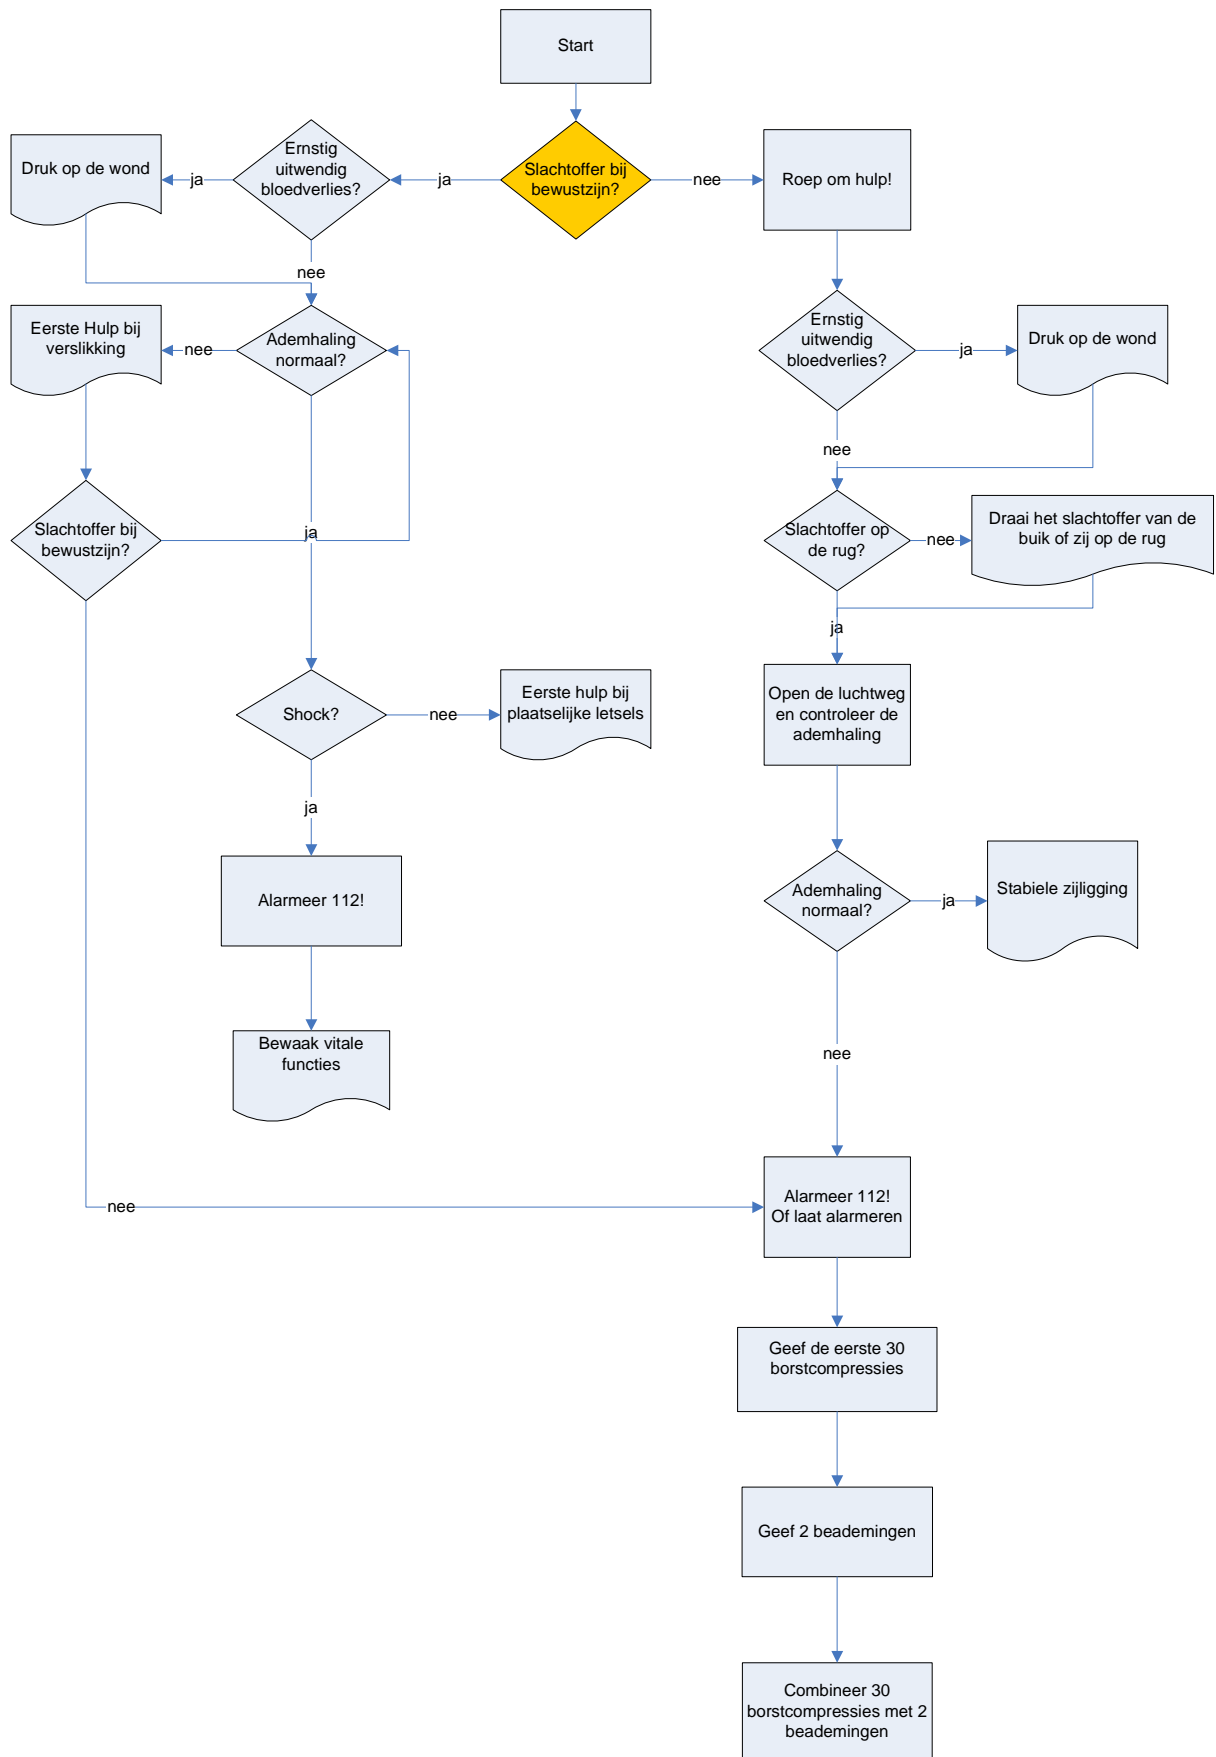 Start
Slachtoffer bij
bewustzijn?
ja
nee
Ernstig
uitwendig
bloedverlies?
ja
nee
Druk op de wond
Roep om hulp!
Eerste Hulp bij
verslikking
nee
Ademhaling
normaal?
ja
Ernstig
uitwendig
bloedverlies?
ja
nee
Druk op de wond
Slachtoffer bij
bewustzijn?
nee
Slachtoffer op
de rug?
nee
ja
Draai het slachtoffer van de
buik of zij op de rug
Shock?
nee
ja
Eerste hulp bij
plaatselijke letsels
Open de luchtweg
en controleer de
ademhaling
Alarmeer 112!
Ademhaling
normaal?
ja
nee
Stabiele zijligging
Bewaak vitale
functies
Alarmeer 112!
Of laat alarmeren
Geef de eerste 30
borstcompressies
Geef 2 beademingen
Combineer 30
borstcompressies met 2
beademingen